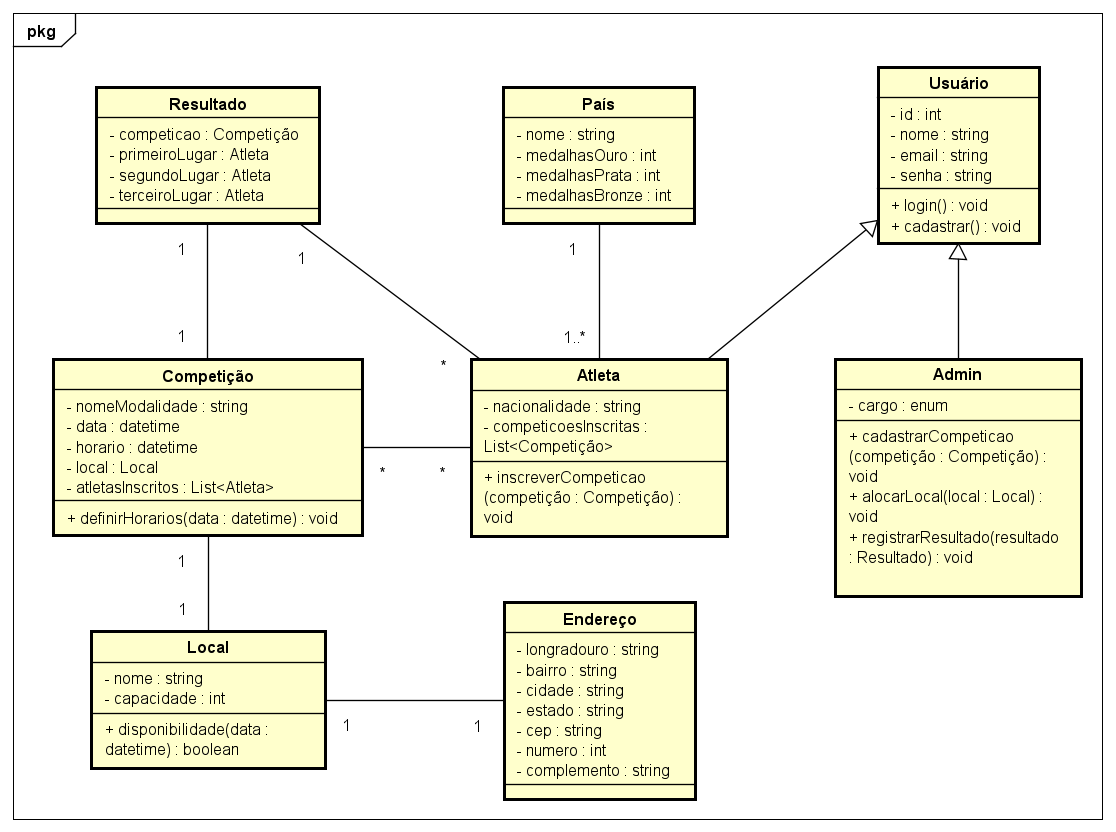 pkg
Resultado
- competicao : Competição
- primeiroLugar : Atleta
- segundoLugar : Atleta
- terceiroLugar : Atleta
País
- nome : string
- medalhasOuro : int
- medalhasPrata : int
- medalhasBronze : int
Usuário
- id : int
- nome : string
- email : string
- senha : string
+ login() : void
+ cadastrar() : void
1
1
1
1
1..*
*
Competição
- nomeModalidade : string
- data : datetime
- horario : datetime
- local : Local
- atletasInscritos : List<Atleta>
+ definirHorarios(data : datetime) : void
*
*
Atleta
- nacionalidade : string
- competicoesInscritas :
List<Competição>
+ inscreverCompeticao
(competição : Competição) :
void
Admin
- cargo : enum
+ cadastrarCompeticao
(competição : Competição) :
void
+ alocarLocal(local : Local) :
void
+ registrarResultado(resultado
: Resultado) : void
1
1
Local
- nome : string
- capacidade : int
+ disponibilidade(data :
datetime) : boolean
1
1
Endereço
- longradouro : string
- bairro : string
- cidade : string
- estado : string
- cep : string
- numero : int
- complemento : string